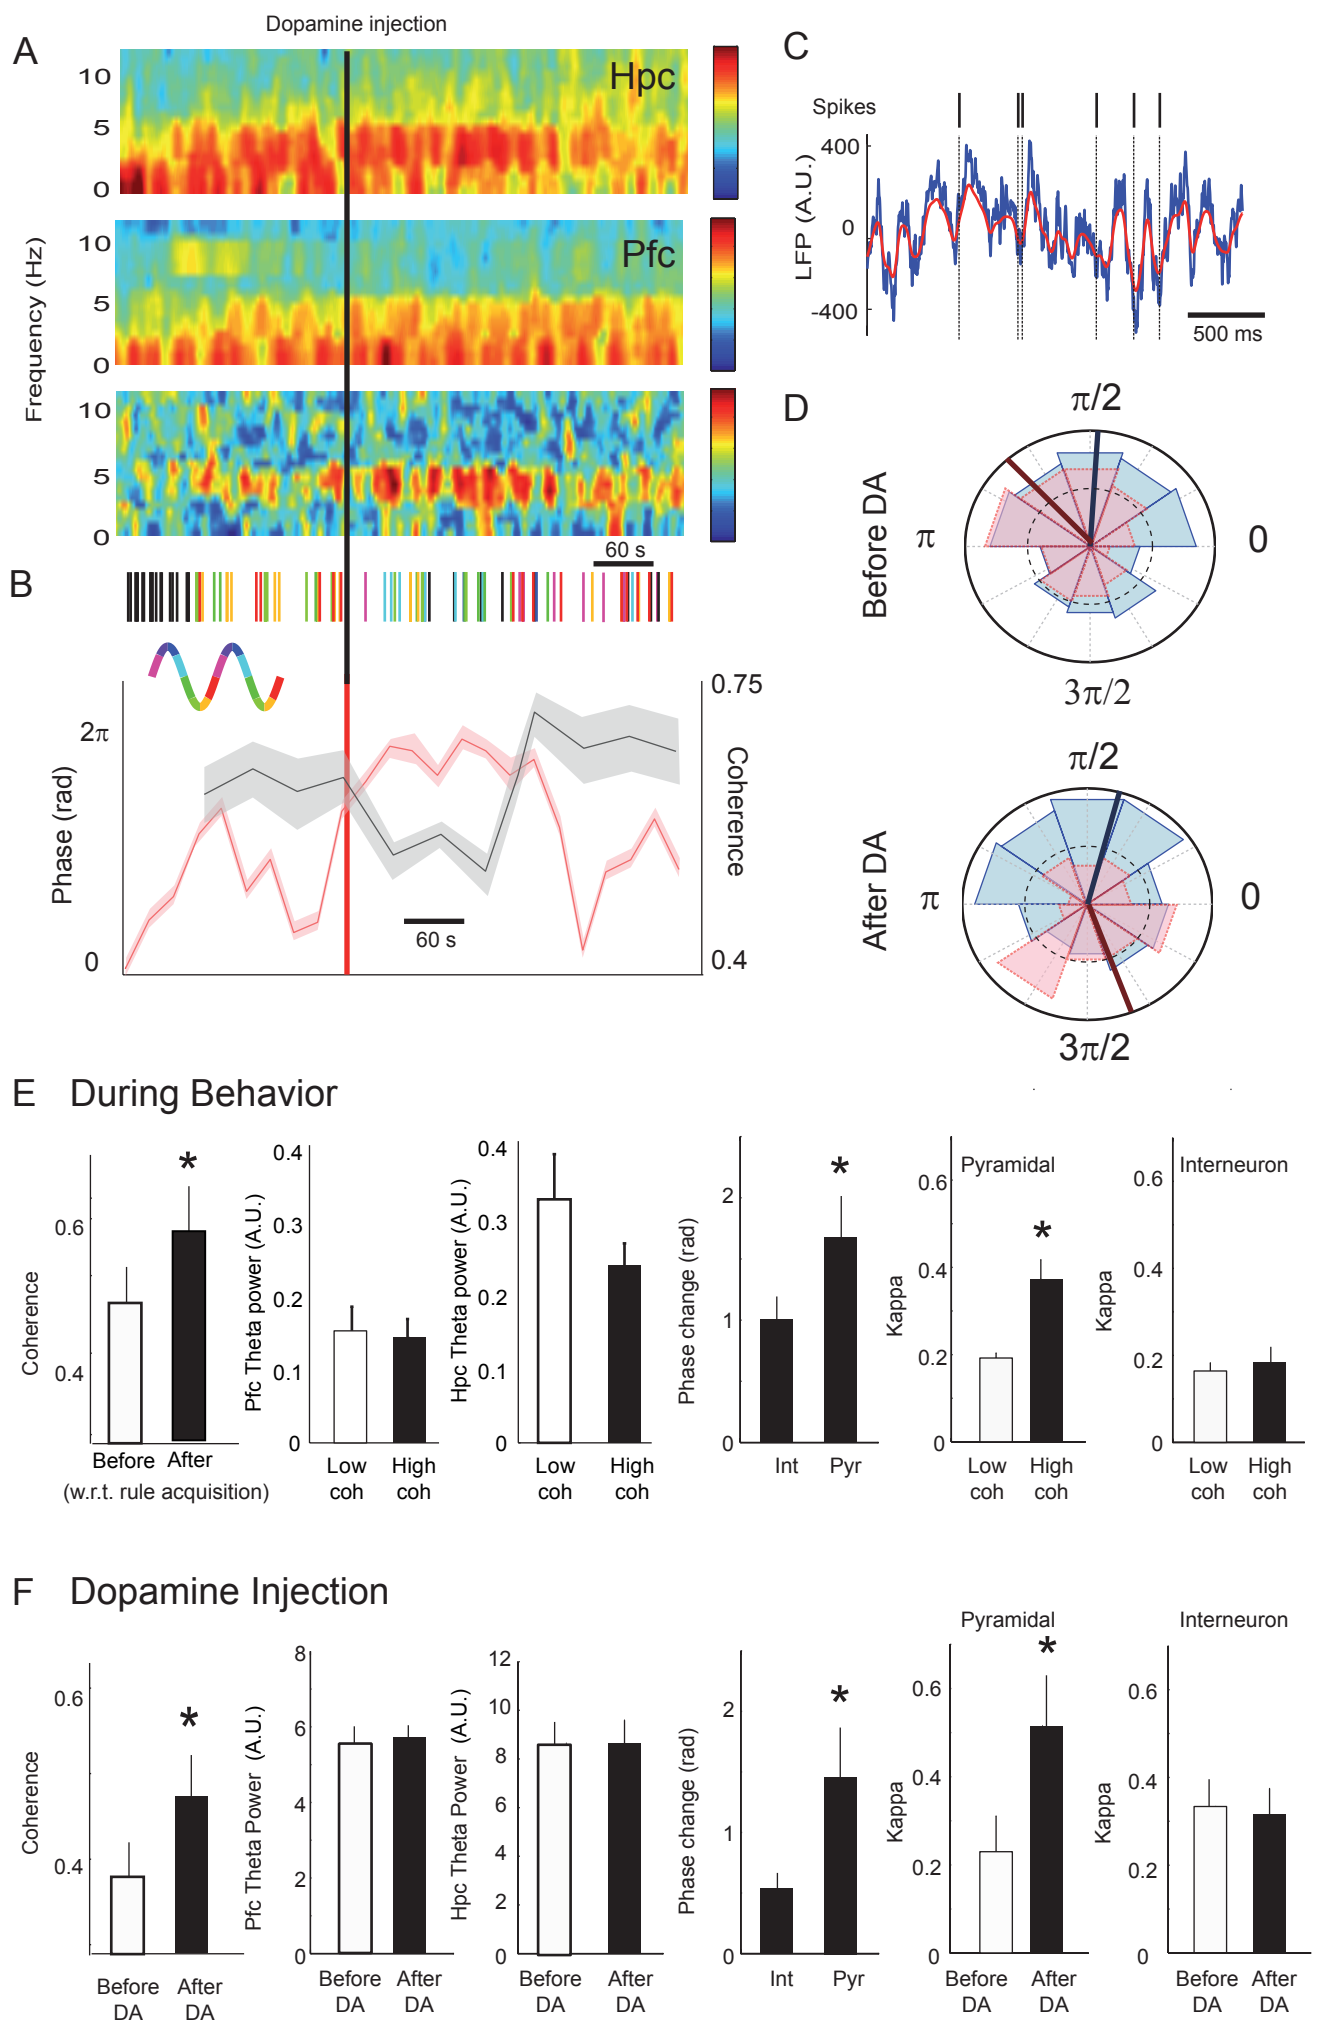 Dopamine injection
A
Hpc
10
5
0
Pfc
10
5
0
10
5
0
Frequency (Hz)
60 s
B
2π
0
Phase (rad)
0.75
0.4
Coherence
60 s
C
Spikes
400
0
-400
LFP (A.U.)
500 ms
D
Before DA
π/2
π
0
3π/2
After DA
π/2
π
0
3π/2
E During Behavior
Coherence
0.6
0.4
*
Before After
(w.r.t. rule acquisition)
Pfc Theta power (A.U.)
0.4
0.3
0.2
0.1
0
Low High
coh coh
Hpc Theta power (A.U.)
0.4
0.3
0.2
0.1
0
Low High
coh coh
Phase change (rad)
2
1
0
*
Int Pyr
Pyramidal
Kappa
0.6
0.4
0.2
0
*
Low High
coh coh
Interneuron
Kappa
0.6
0.4
0.2
0
Low High
coh coh
F Dopamine Injection
Coherence
0.6
0.4
*
Before After
DA DA
Pfc Theta Power (A.U.)
8
6
4
2
0
Before After
DA DA
Hpc Theta Power (A.U.)
12
10
8
6
4
2
0
Before After
DA DA
Phase change (rad)
2
1
0
*
Int Pyr
Pyramidal
Kappa
0.6
0.4
0.2
0
*
Before After
DA DA
Interneuron
Kappa
0.6
0.4
0.2
0
Before After
DA DA